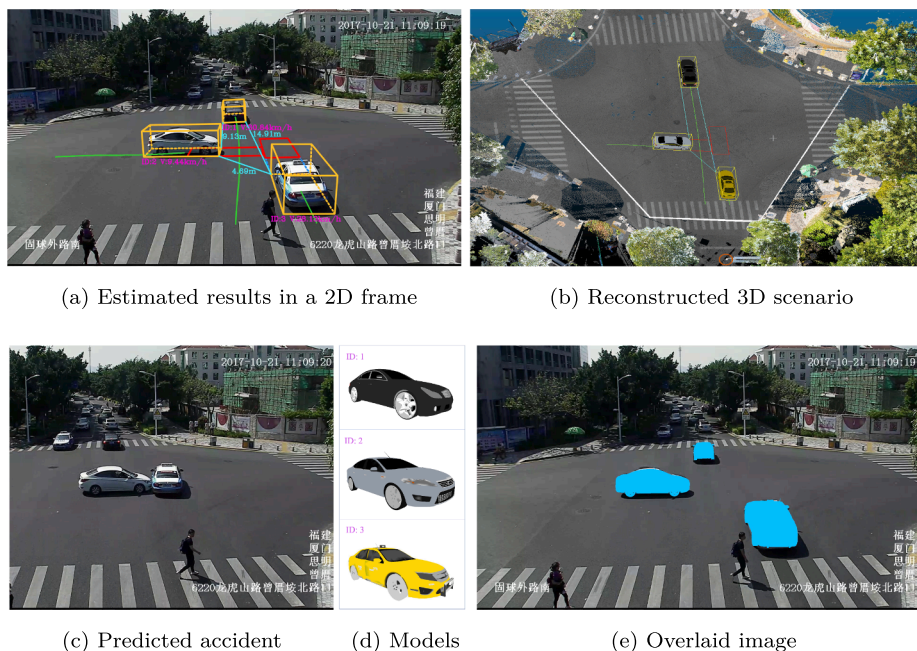 2017-10-21 11:09:19
9.13m
14.91m
4.69m
福建
厦门
思明
曾厝
固球外路南
6220龙虎山路曾厝垵北路口
(a) Estimated results in a 2D frame
(b) Reconstructed 3D scenario
2017-10-21 11:09:20
福建
厦门
思明
曾厝
6220龙虎山路曾厝垵北路口
ID: 1
ID: 2
ID: 3
2017-10-21 11:09:19
福建
厦门
思明
曾厝
固球外路南
6220龙虎山路曾厝垵北路口
(c) Predicted accident
(d) Models
(e) Overlaid image